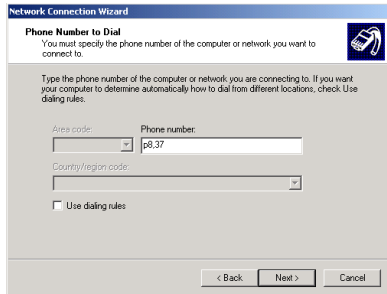 Network Connection Wizard
Phone Number to Dial
You must specify the phone number of the computer or network you want to
connect to.
Type the phone number of the computer or network you are connecting to. If you want
your computer to determine automatically how to dial from different locations, check Use
dialing rules.
Area code:
Phone number:
p8,37
Country/region code:
Use dialing rules
< Back
Next >
Cancel